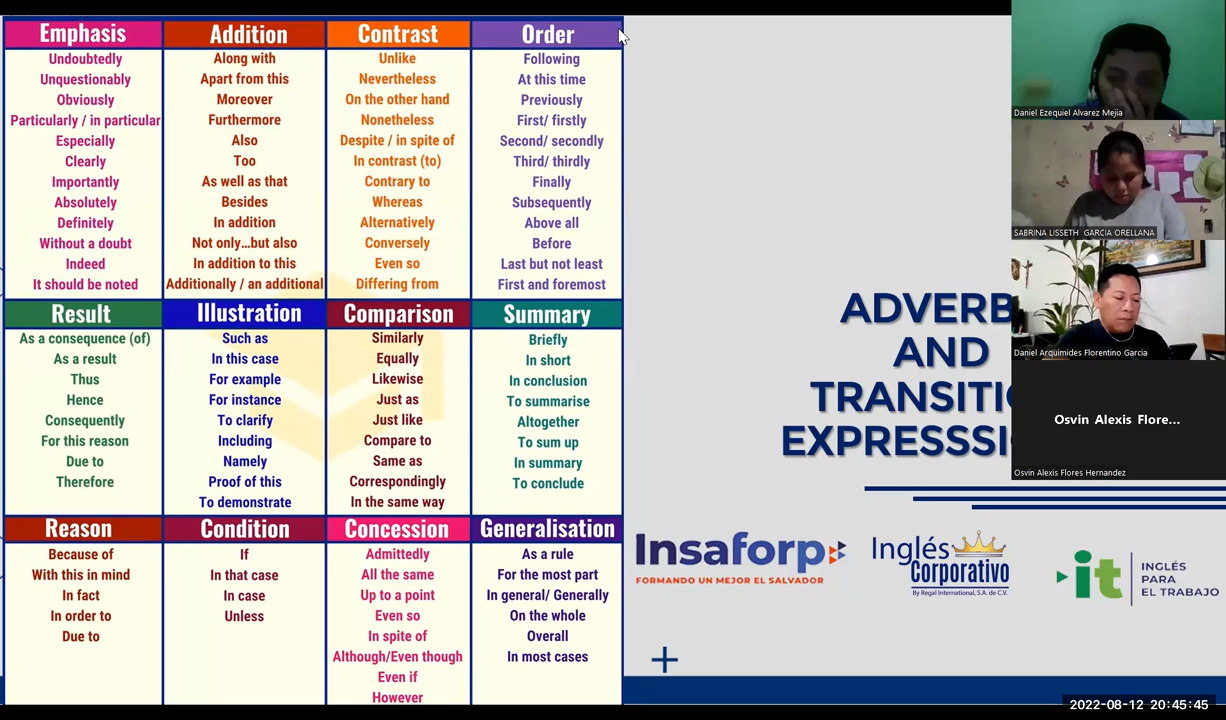 Emphasis
Undoubtedly
Unquestionably
Obviously
Particularly / in particular
Especially
Clearly
Importantly
Absolutely
Definitely
Without a doubt
Indeed
It should be noted
Addition
Along with
Apart from this
Moreover
Furthermore
Also
Too
As well as that
Besides
In addition
Not only...but also
In addition to this
Additionally / an additional
Contrast
Unlike
Nevertheless
On the other hand
Nonetheless
Despite / in spite of
In contrast (to)
Contrary to
Whereas
Alternatively
Conversely
Even so
Differing from
Order
Following
At this time
Previously
First/ firstly
Second/ secondly
Third/ thirdly
Finally
Subsequently
Above all
Before
Last but not least
First and foremost
Result
As a consequence (of)
As a result
Thus
Hence
Consequently
For this reason
Due to
Therefore
Illustration
Such as
In this case
For example
For instance
To clarify
Including
Namely
Proof of this
To demonstrate
Comparison
Similarly
Equally
Likewise
Just as
Just like
Compare to
Same as
Correspondingly
In the same way
Summary
Briefly
In short
In conclusion
To summarise
Altogether
To sum up
In summary
To conclude
Reason
Because of
With this in mind
In fact
In order to
Due to
Condition
If
In that case
In case
Unless
Concession
Admittedly
All the same
Up to a point
Even so
In spite of
Although/Even though
Even if
However
Generalisation
As a rule
For the most part
In general/ Generally
On the whole
Overall
In most cases
ADVERB
AND
TRANSITI
EXPRESSSI
Insaforp
FORMANDO UN MEJOR EL SALVADOR
Inglés
Corporativo
By Regal International, S.A. de C.V.
it
INGLÉS
PARA
EL TRABAJO
Daniel Ezequiel Alvarez Mejia
SABRINA LISSETH GARCIA ORELLANA
Daniel Arquimides Florentino Garcia
Osvin Alexis Flore...
Osvin Alexis Flores Hernandez
2022-08-12 20:45:45